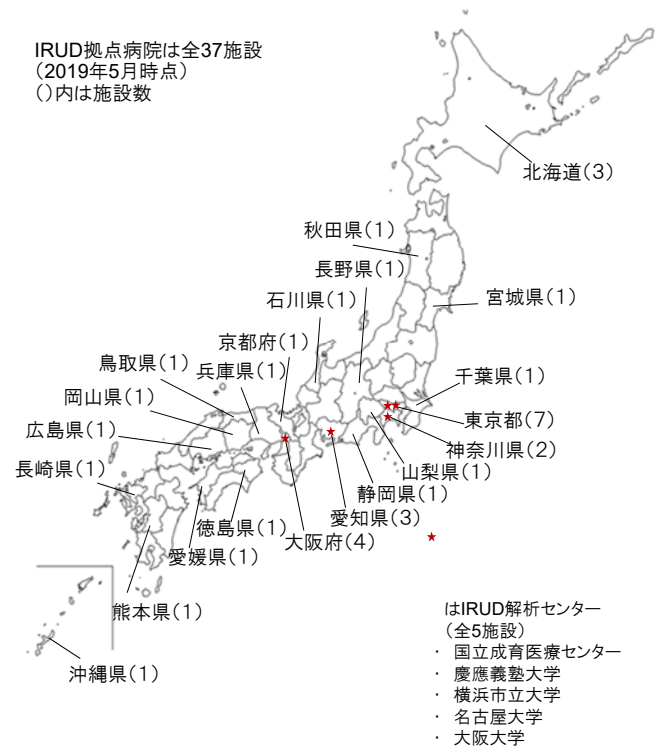 IRUD拠点病院は全37施設
（2019年5月時点）
（）内は施設数
北海道（3）
秋田県（1）
長野県（1）
石川県（1）
宮城県（1）
京都府（1）
鳥取県（1）
兵庫県（1）
千葉県（1）
岡山県（1）
東京都（7）
広島県（1）
神奈川県（2）
長崎県（1）
山梨県（1）
静岡県（1）
徳島県（1）
愛知県（3）
大阪府（4）
愛媛県（1）
熊本県（1）
沖縄県（1）
はIRUD解析センター
（全5施設）
・ 国立成育医療センター
・ 慶應義塾大学
・ 横浜市立大学
・ 名古屋大学
・ 大阪大学